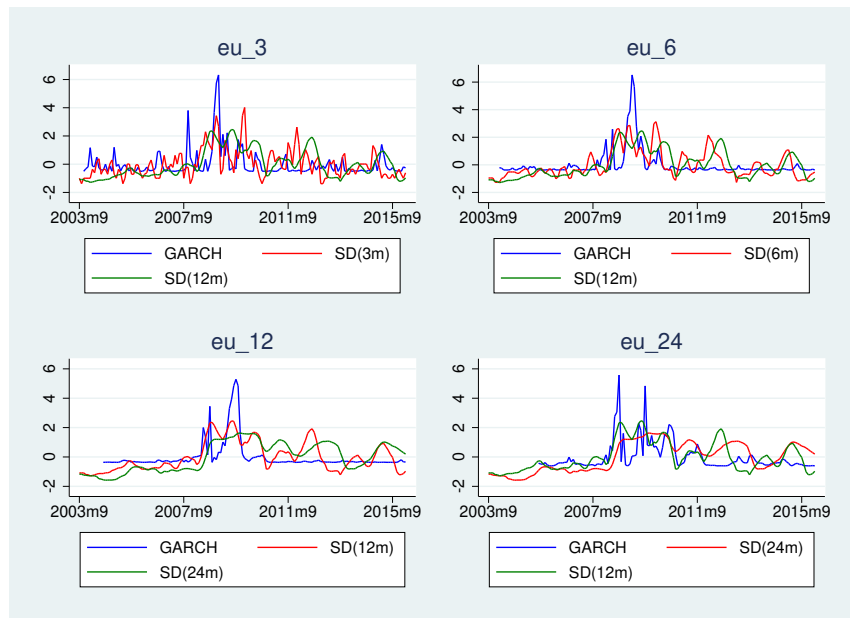 eu_3
6
4
2
0
-2
2003m9 2007m9 2011m9 2015m9
GARCH SD(3m)
SD(12m)
eu_6
6
4
2
0
-2
2003m9 2007m9 2011m9 2015m9
GARCH SD(6m)
SD(12m)
eu_12
6
4
2
0
-2
2003m9 2007m9 2011m9 2015m9
GARCH SD(12m)
SD(24m)
eu_24
6
4
2
0
-2
2003m9 2007m9 2011m9 2015m9
GARCH SD(24m)
SD(12m)